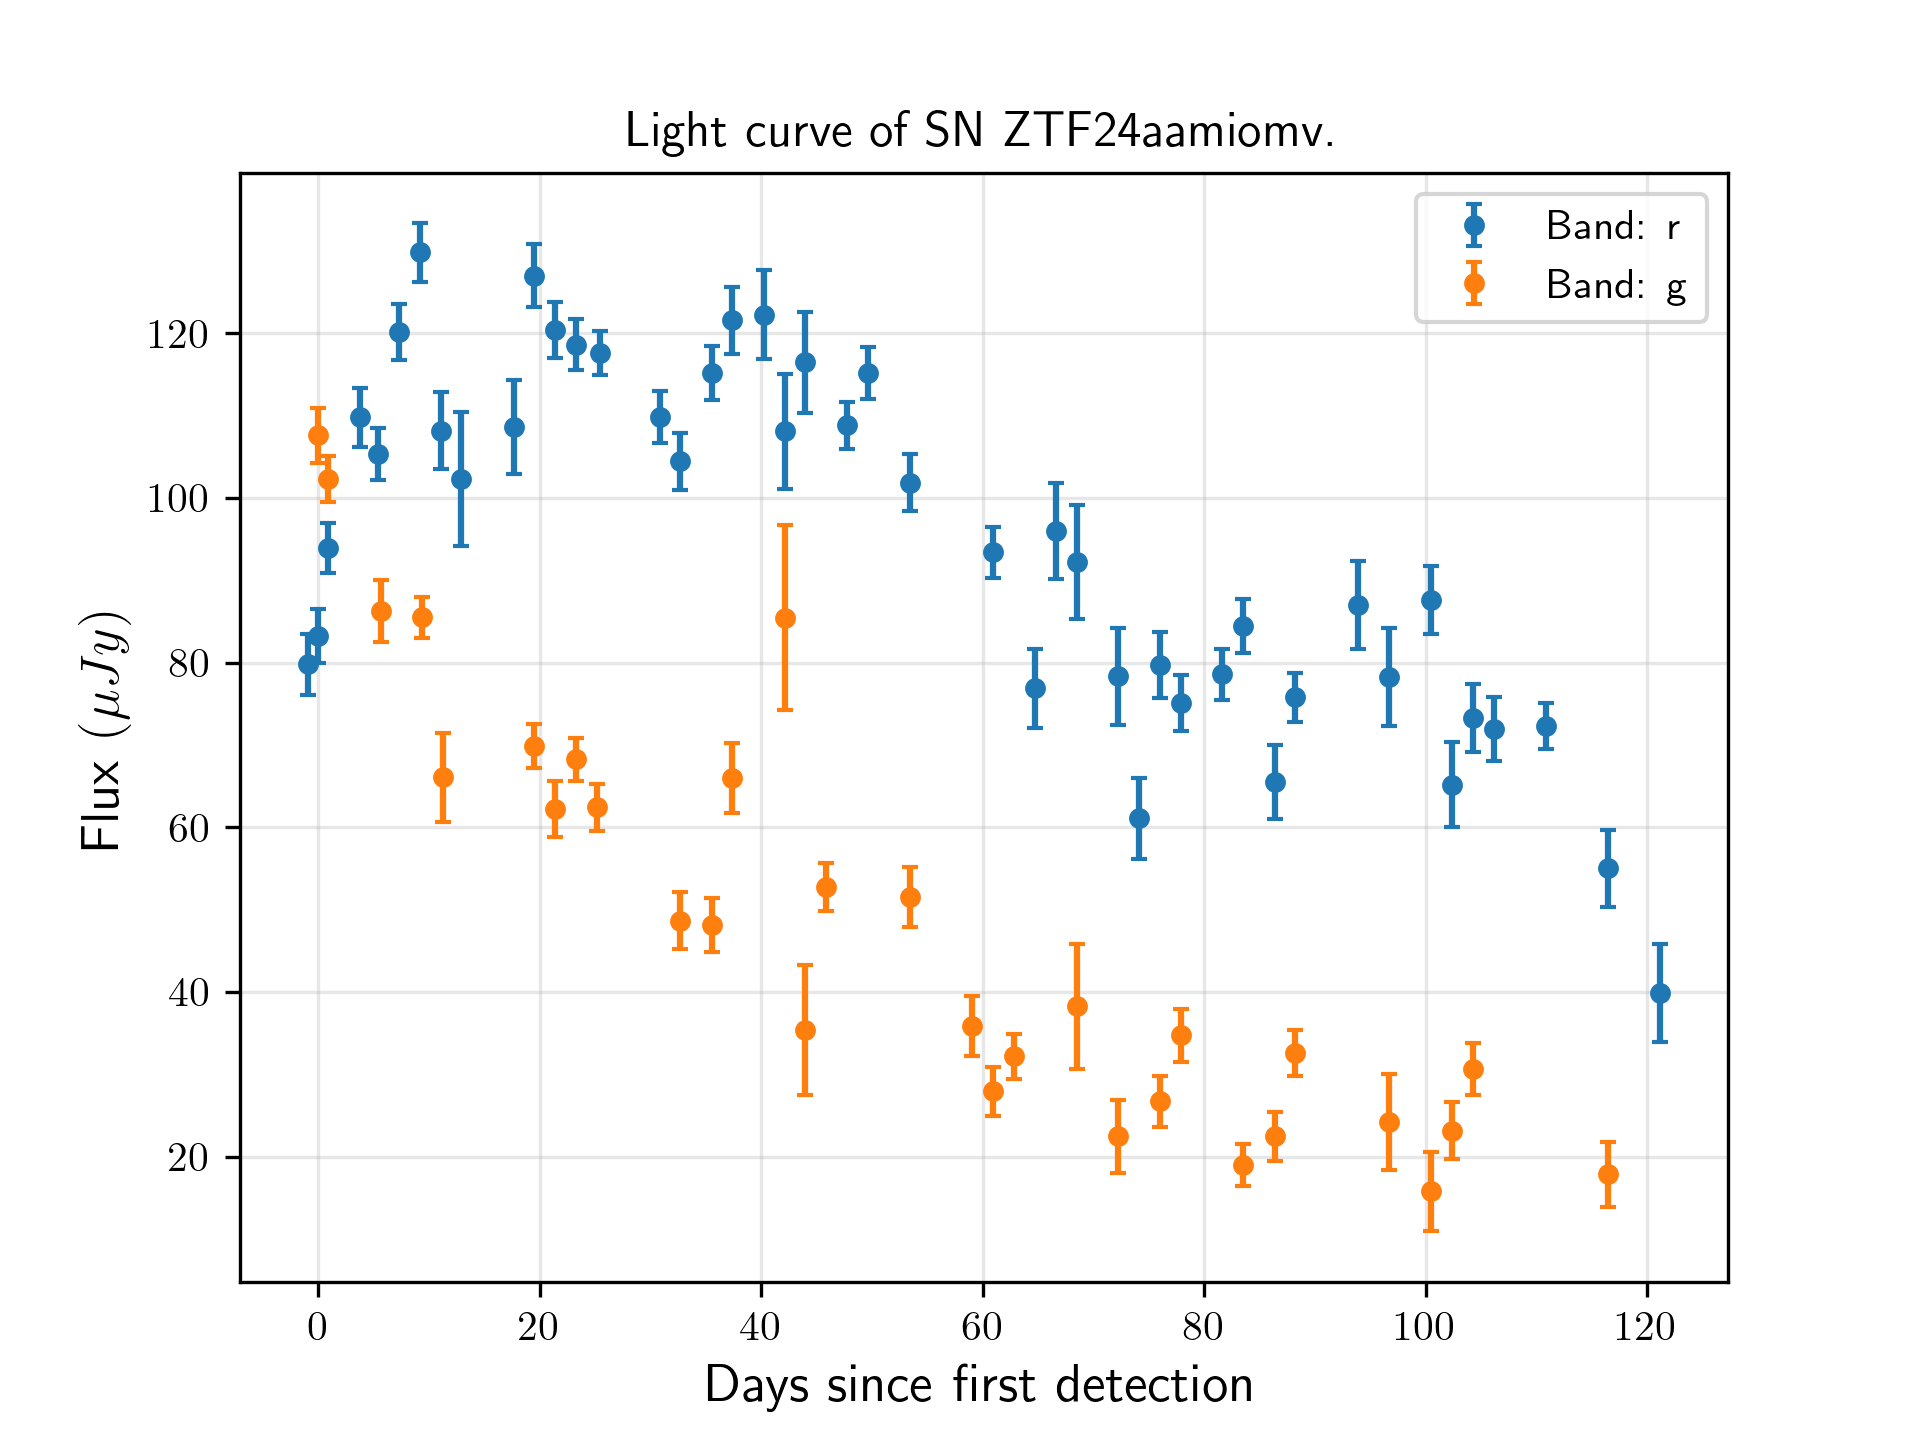 Light curve of SN ZTF24aamiomv.
Band: r
Band: g
Flux (μJy)
120
100
80
60
40
20
0 20 40 60 80 100 120
Days since first detection